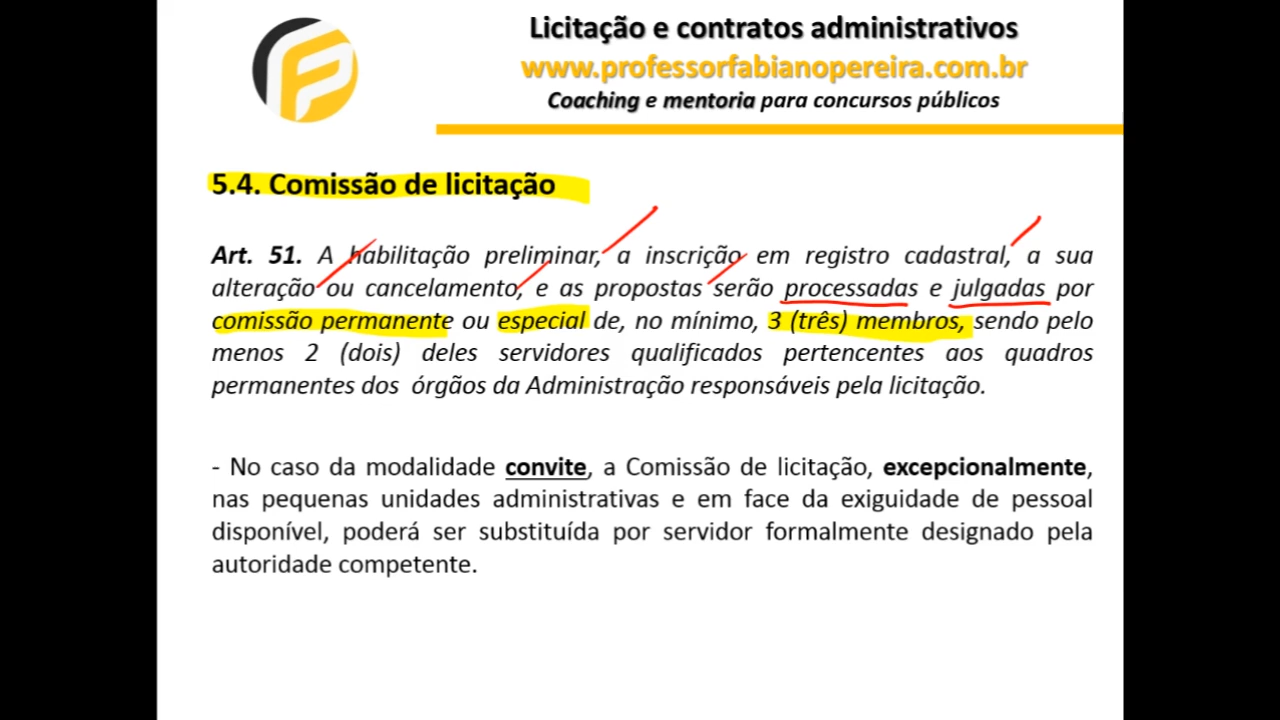 Licitação e contratos administrativos
www.professorfabianopereira.com.br
Coaching e mentoria para concursos públicos
5.4. Comissão de licitação
Art. 51. A habilitação preliminar, a inscrição em registro cadastral, a sua
alteração ou cancelamento, e as propostas serão processadas e julgadas por
comissão permanente ou especial de, no mínimo, 3 (três) membros, sendo pelo
menos 2 (dois) deles servidores qualificados pertencentes aos quadros
permanentes dos órgãos da Administração responsáveis pela licitação.
- No caso da modalidade convite, a Comissão de licitação, excepcionalmente,
nas pequenas unidades administrativas e em face da exiguidade de pessoal
disponível, poderá ser substituída por servidor formalmente designado pela
autoridade competente.